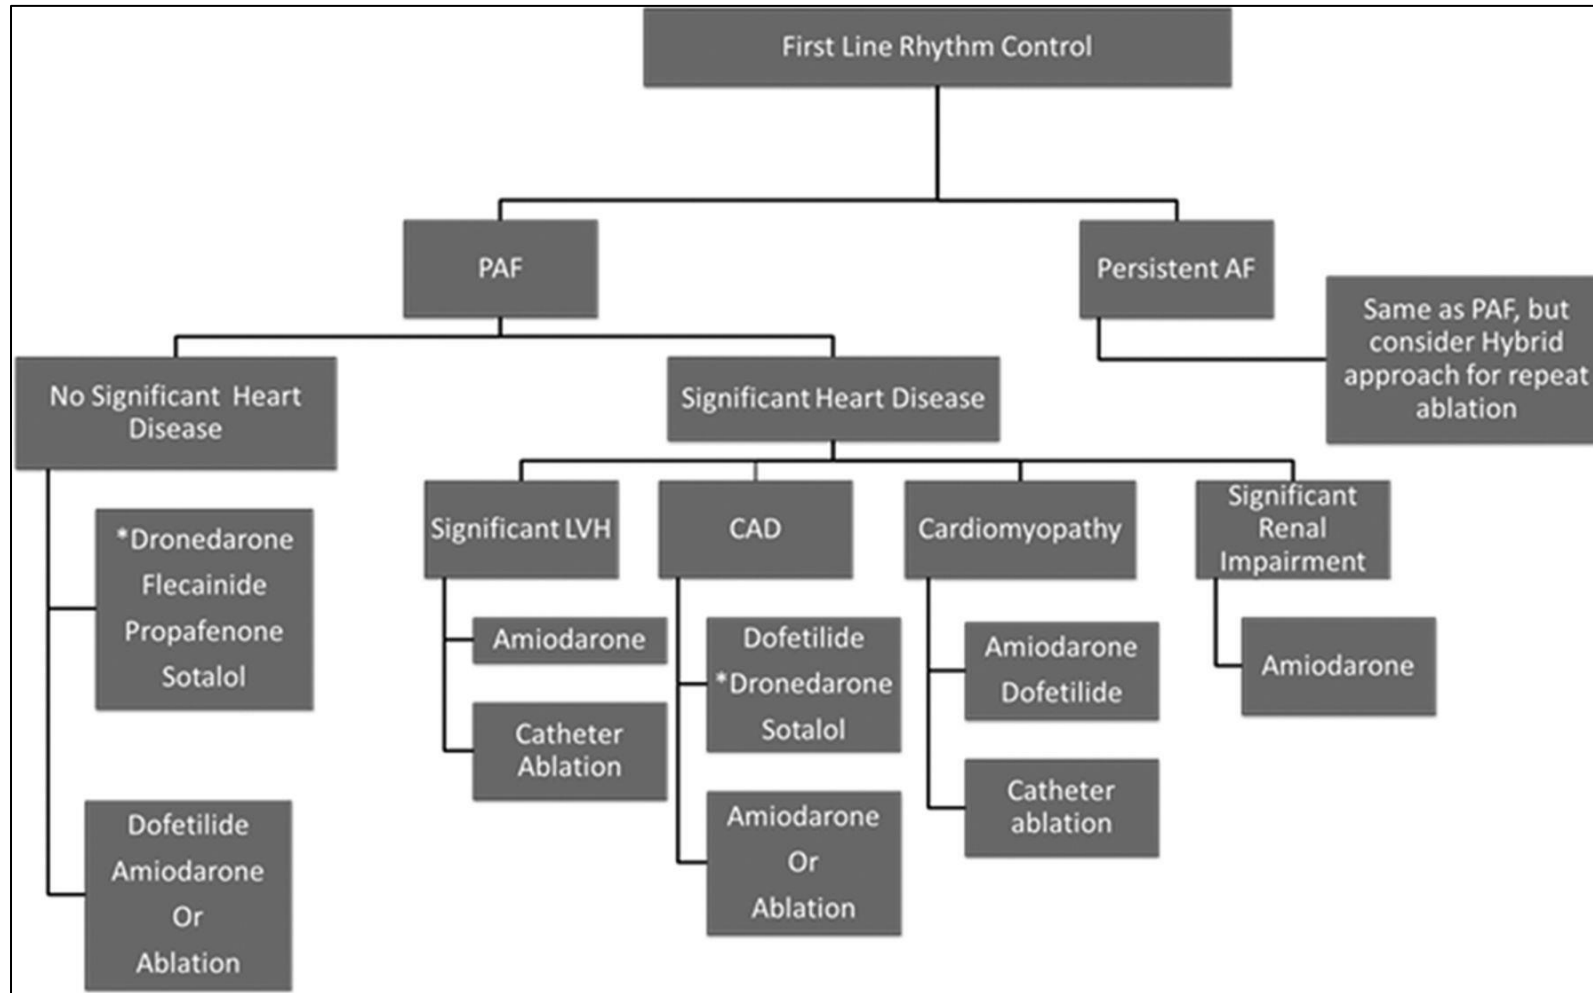 First Line Rhythm Control
PAF
Persistent AF
Same as PAF, but
consider Hybrid
approach for repeat
ablation
No Significant Heart
Disease
Significant Heart Disease
*Dronedarone
Flecainide
Propafenone
Sotalol
Dofetilide
Amiodarone
Or
Ablation
Significant LVH
Amiodarone
Catheter
Ablation
CAD
Dofetilide
*Dronedarone
Sotalol
Amiodarone
Or
Ablation
Cardiomyopathy
Amiodarone
Dofetilide
Catheter
ablation
Significant
Renal
Impairment
Amiodarone